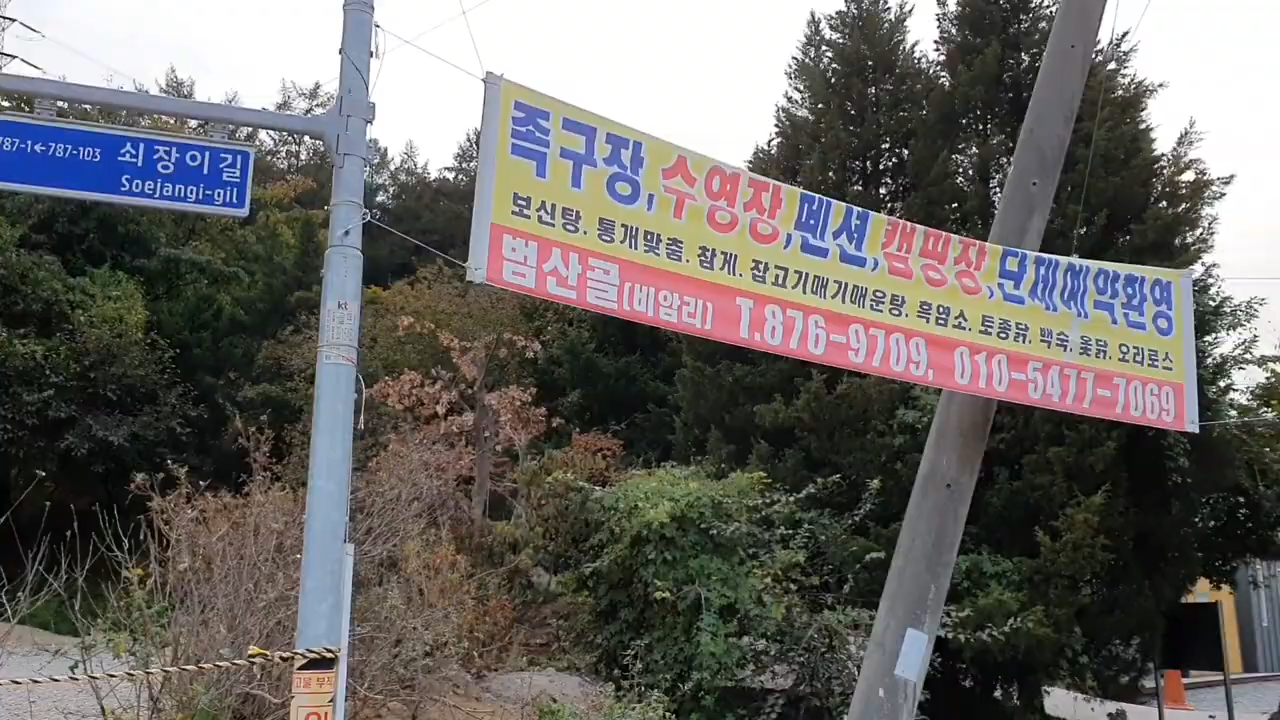 787-1←787-103 쇠장이길
Soejangi-gil
족구장, 수영장, 펜션, 캠핑장, 단체예약환영
보신탕. 통개맞춤. 참게. 잡고기매기매운탕. 흑염소. 토종닭. 백숙. 옻닭. 오라로스
범산골(비암리) T.876-9709, 010-5477-7069
kt